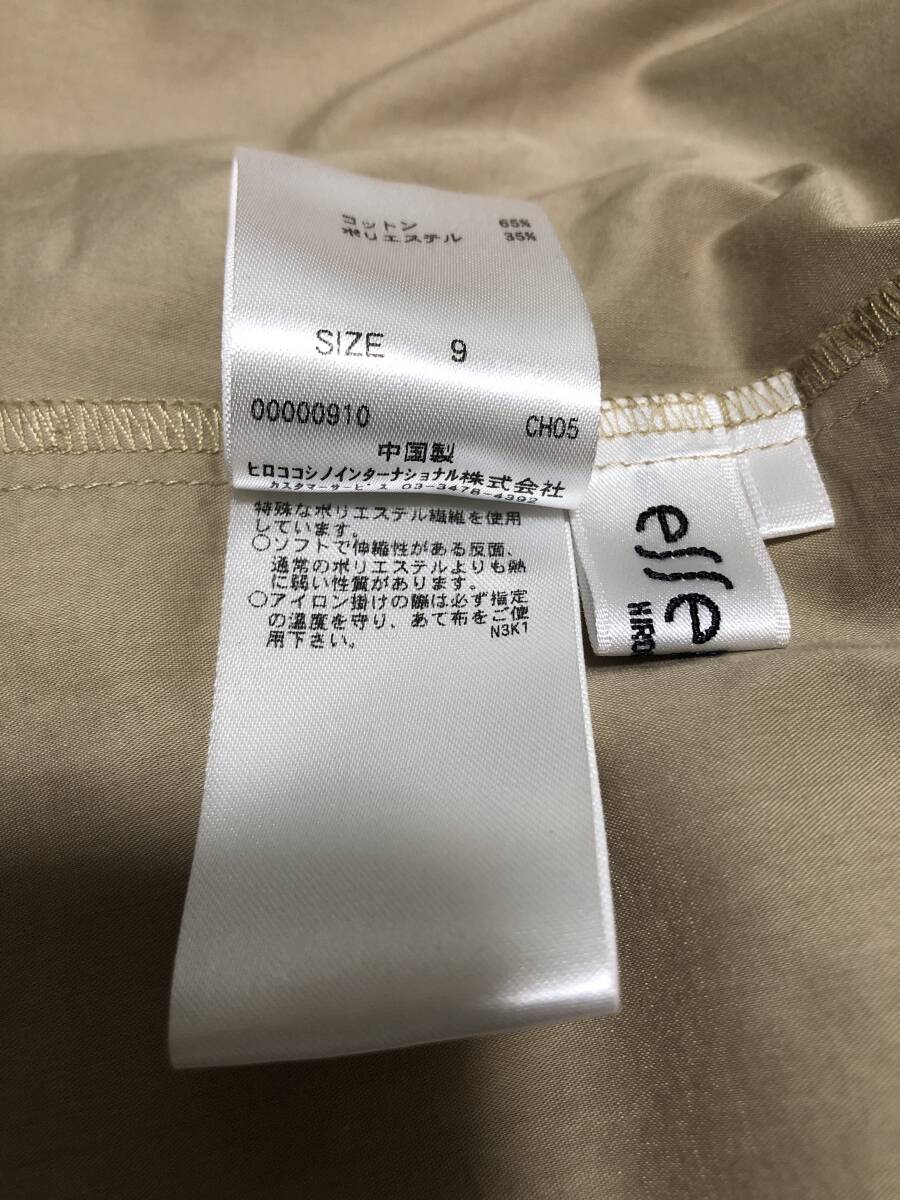 コットン 65%
ポリエステル 35%
SIZE 9
00000910 CH05
中国製
ヒロココシノインターナショナル株式会社
カスタマーサービス 03-3478-4392
特殊なポリエステル繊維を使用
しています。
○ソフトで伸縮性がある反面、
通常のポリエステルよりも熱
に弱い性質があります。
○アイロン掛けの際は必ず指定
の温度を守り、あて布をご使
用下さい。 N3K1
esse
HIRO